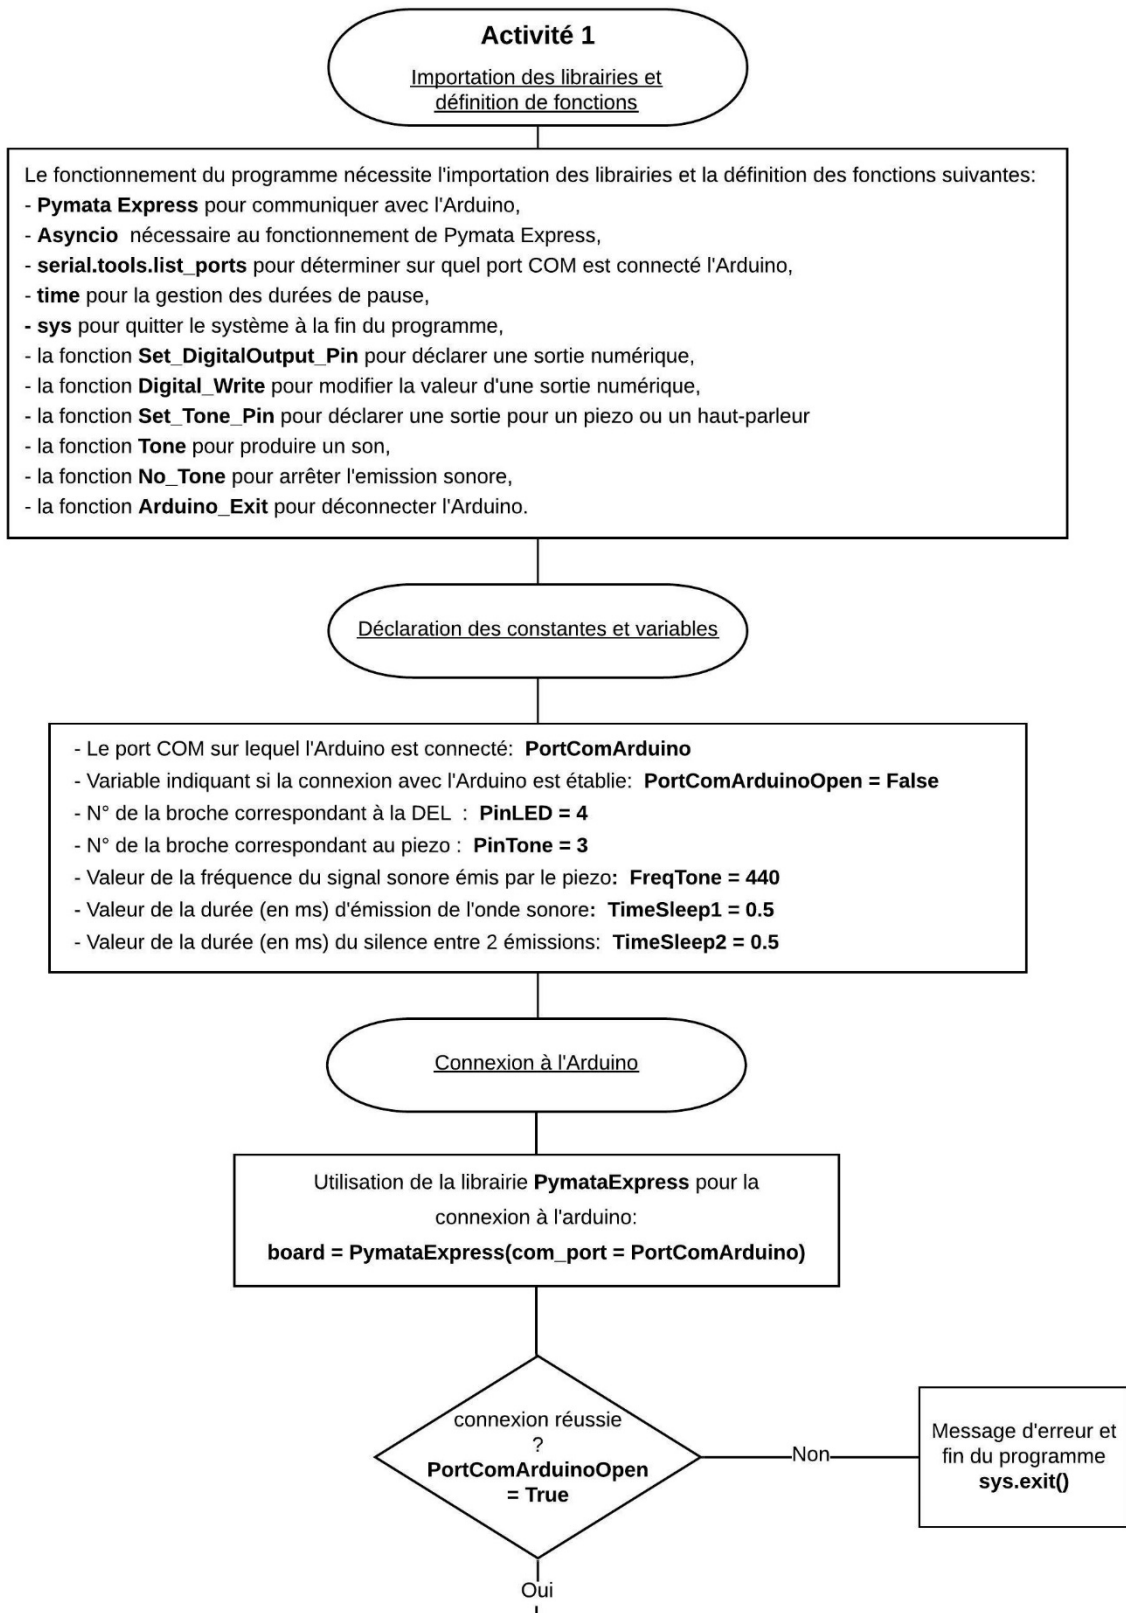 Activité 1
Importation des librairies et
définition de fonctions
Le fonctionnement du programme nécessite l'importation des librairies et la définition des fonctions suivantes:
- Pymata Express pour communiquer avec l'Arduino,
- Asyncio nécessaire au fonctionnement de Pymata Express,
- serial.tools.list_ports pour déterminer sur quel port COM est connecté l'Arduino,
- time pour la gestion des durées de pause,
- sys pour quitter le système à la fin du programme,
- la fonction Set_DigitalOutput_Pin pour déclarer une sortie numérique,
- la fonction Digital_Write pour modifier la valeur d'une sortie numérique,
- la fonction Set_Tone_Pin pour déclarer une sortie pour un piezo ou un haut-parleur
- la fonction Tone pour produire un son,
- la fonction No_Tone pour arrêter l'emission sonore,
- la fonction Arduino_Exit pour déconnecter l'Arduino.
Déclaration des constantes et variables
- Le port COM sur lequel l'Arduino est connecté: PortComArduino
- Variable indiquant si la connexion avec l'Arduino est établie: PortComArduinoOpen = False
- N° de la broche correspondant à la DEL : PinLED = 4
- N° de la broche correspondant au piezo : PinTone = 3
- Valeur de la fréquence du signal sonore émis par le piezo: FreqTone = 440
- Valeur de la durée (en ms) d'émission de l'onde sonore: TimeSleep1 = 0.5
- Valeur de la durée (en ms) du silence entre 2 émissions: TimeSleep2 = 0.5
Connexion à l'Arduino
Utilisation de la librairie PymataExpress pour la
connexion à l'arduino:
board = PymataExpress(com_port = PortComArduino)
connexion réussie
?
PortComArduinoOpen
= True
Non
Message d'erreur et
fin du programme
sys.exit()
Oui